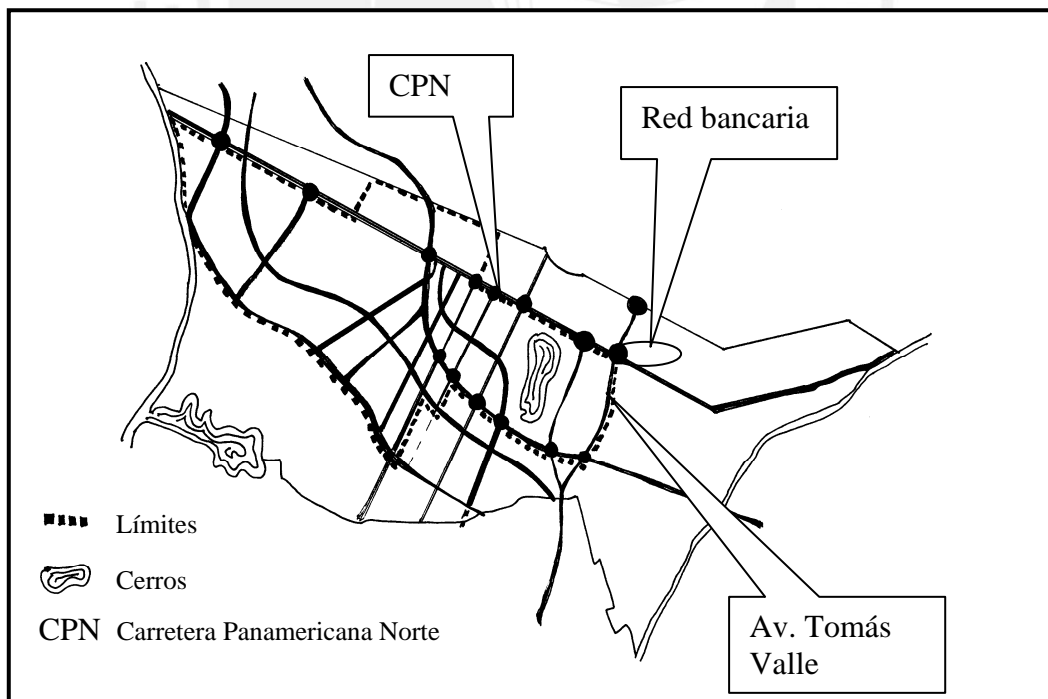 CPN
Red bancaria
Límites
Cerros
CPN Carretera Panamericana Norte
Av. Tomás
Valle